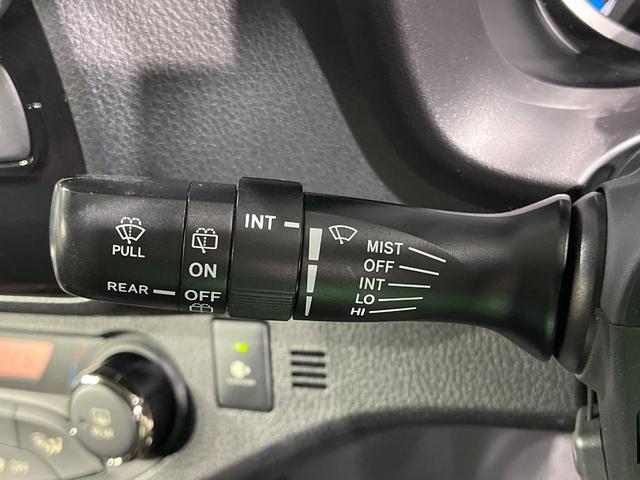 PULL
REAR
ON
OFF
INT
MIST
OFF
INT
LO
HI